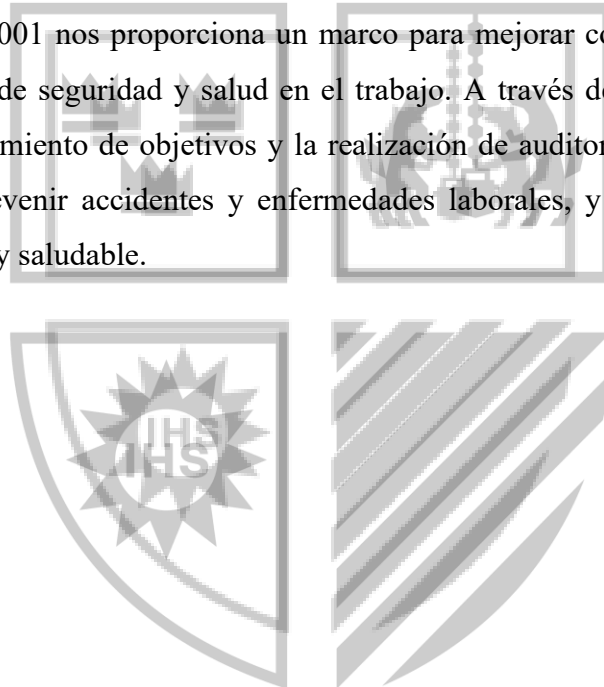 001 nos proporciona un marco para mejorar co
de seguridad y salud en el trabajo. A través de
miento de objetivos y la realización de auditor
evenir accidentes y enfermedades laborales, y
y saludable.
IHS
IHS